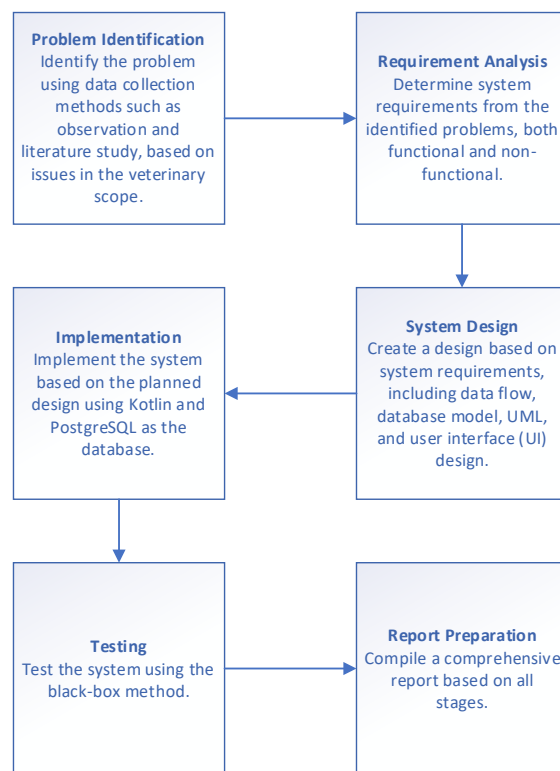 Problem Identification
Identify the problem
using data collection
methods such as
observation and
literature study, based on
issues in the veterinary
scope.
Requirement Analysis
Determine system
requirements from the
identified problems, both
functional and non-
functional.
System Design
Create a design based on
system requirements,
including data flow,
database model, UML,
and user interface (UI)
design.
Implementation
Implement the system
based on the planned
design using Kotlin and
PostgreSQL as the
database.
Testing
Test the system using the
black-box method.
Report Preparation
Compile a comprehensive
report based on all
stages.